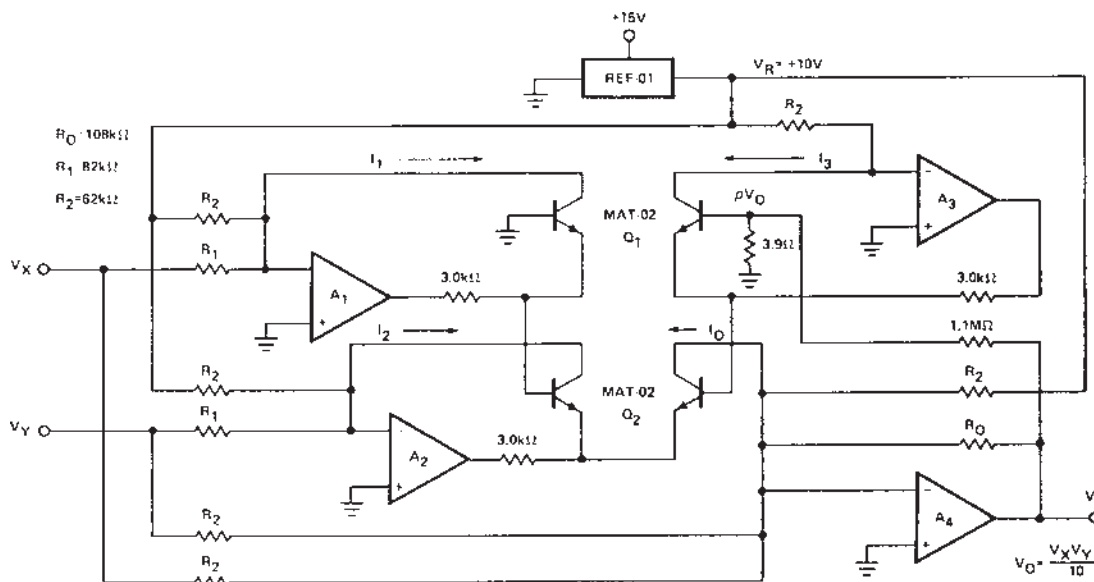 +15V
REF-01
V_R = +10V
R_2
R_O = 108kΩ
R_1 = 82kΩ
R_2 = 62kΩ
I_1
I_3
R_2
R_1
V_X
A_1
3.0kΩ
MAT-02
Q_1
ρV_O
3.9Ω
A_3
3.0kΩ
1.1MΩ
I_2
I_O
R_2
R_1
V_Y
A_2
3.0kΩ
MAT-02
Q_2
R_2
R_O
A_4
R_2
R_2
V_O = V_X V_Y / 10